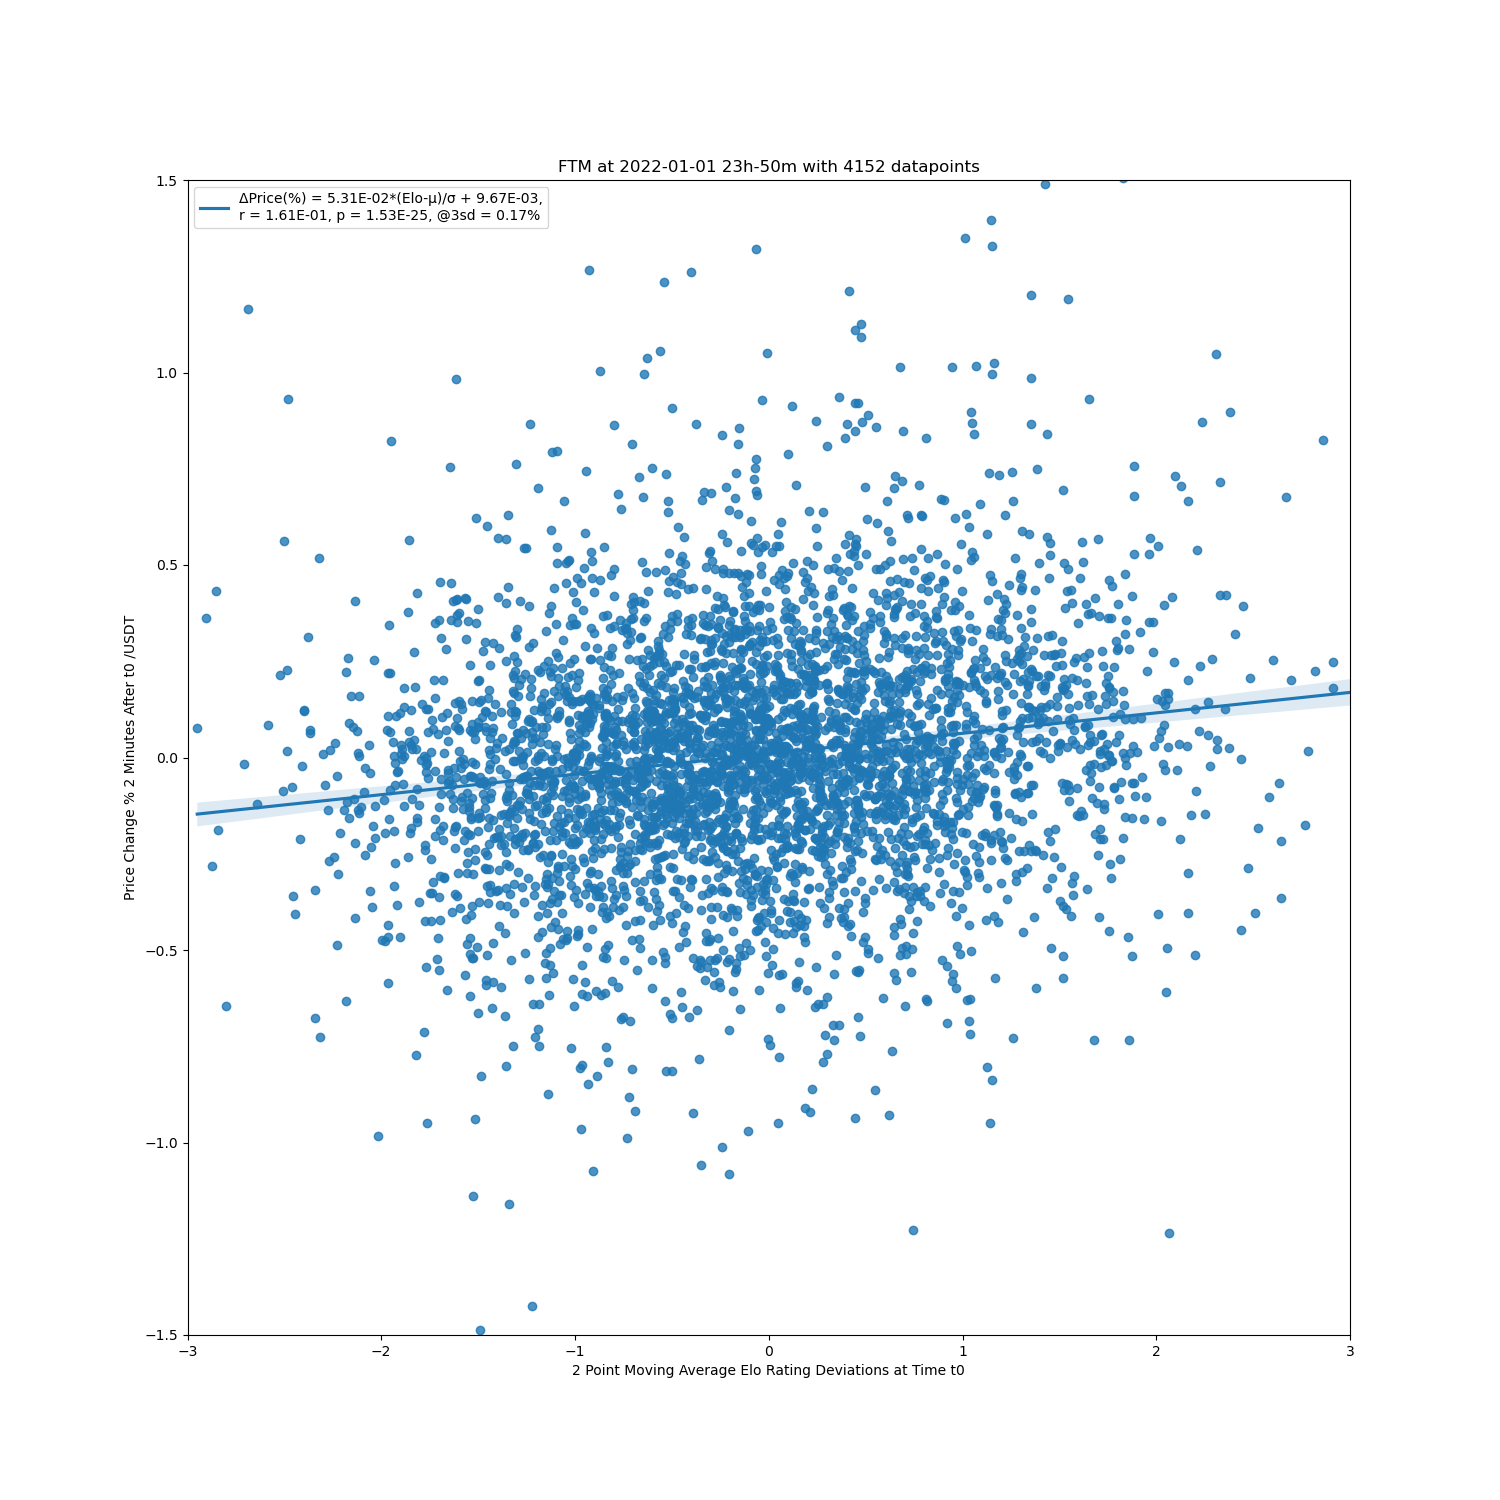 FTM at 2022-01-01 23h-50m with 4152 datapoints
ΔPrice(%) = 5.31E-02*(Elo-μ)/σ + 9.67E-03,
r = 1.61E-01, p = 1.53E-25, @3sd = 0.17%
1.5
1.0
0.5
0.0
−0.5
−1.0
−1.5
Price Change % 2 Minutes After t0 /USDT
−3
−2
−1
0
1
2
3
2 Point Moving Average Elo Rating Deviations at Time t0